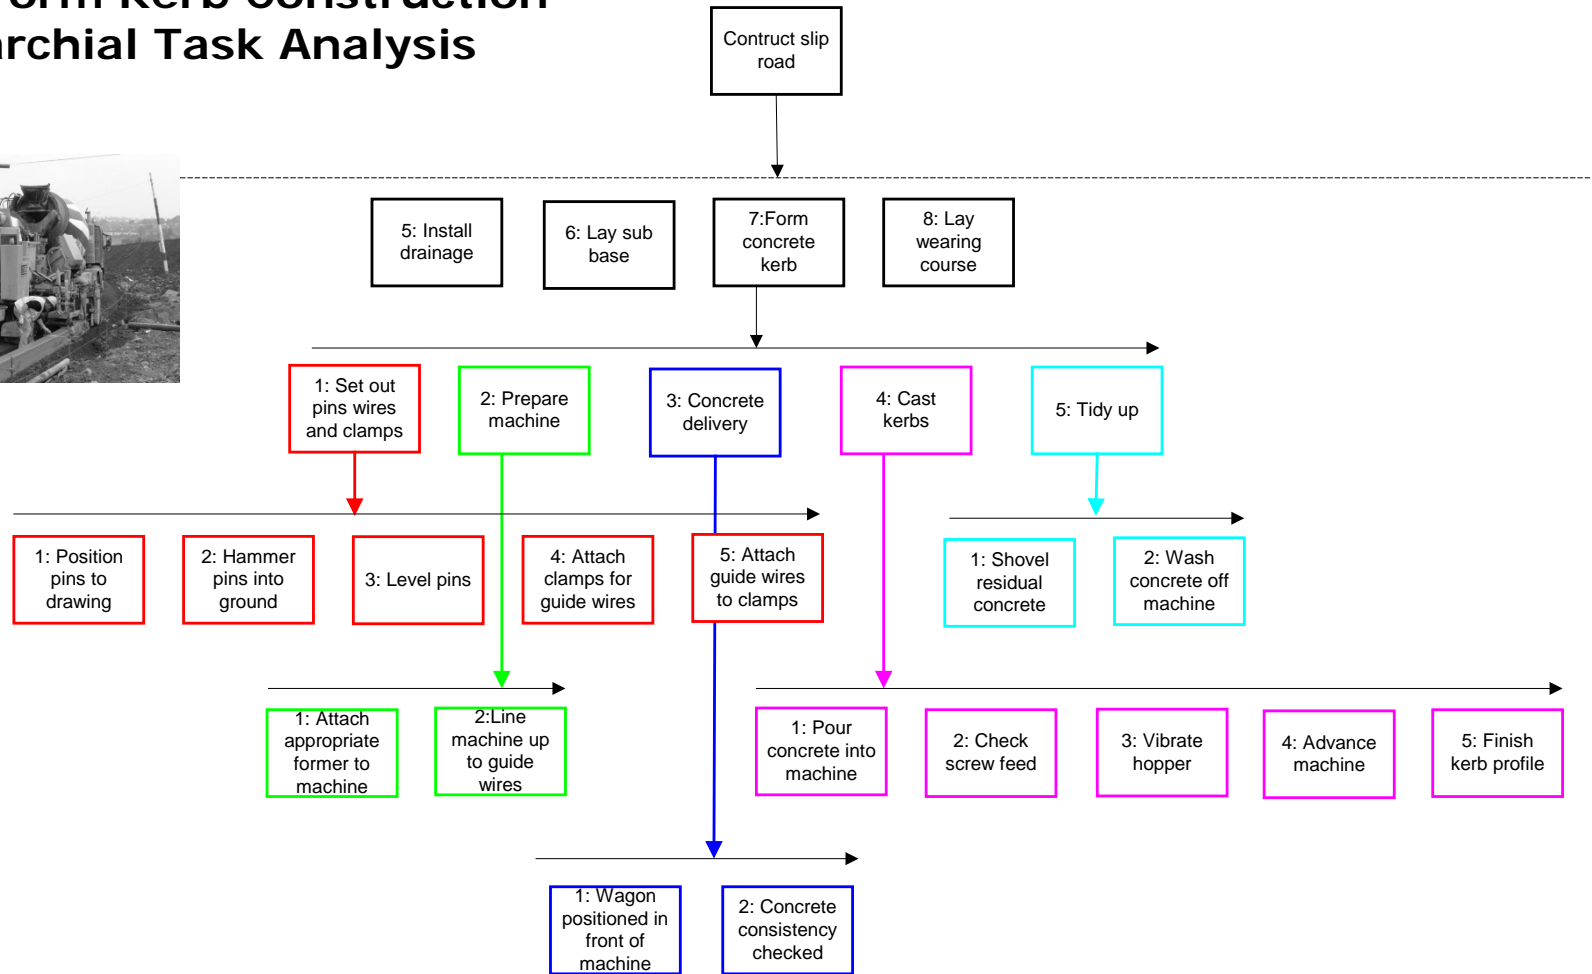 Kerb Construction
Task Analysis
Contruct slip
road
5: Install
drainage
6: Lay sub
base
7:Form
concrete
kerb
8: Lay
wearing
course
1: Set out
pins wires
and clamps
2: Prepare
machine
3: Concrete
delivery
4: Cast
kerbs
5: Tidy up
1: Position
pins to
drawing
2: Hammer
pins into
ground
3: Level pins
4: Attach
clamps for
guide wires
5: Attach
guide wires
to clamps
1: Shovel
residual
concrete
2: Wash
concrete off
machine
1: Attach
appropriate
former to
machine
2:Line
machine up
to guide
wires
1: Pour
concrete into
machine
2: Check
screw feed
3: Vibrate
hopper
4: Advance
machine
5: Finish
kerb profile
1: Wagon
positioned in
front of
machine
2: Concrete
consistency
checked